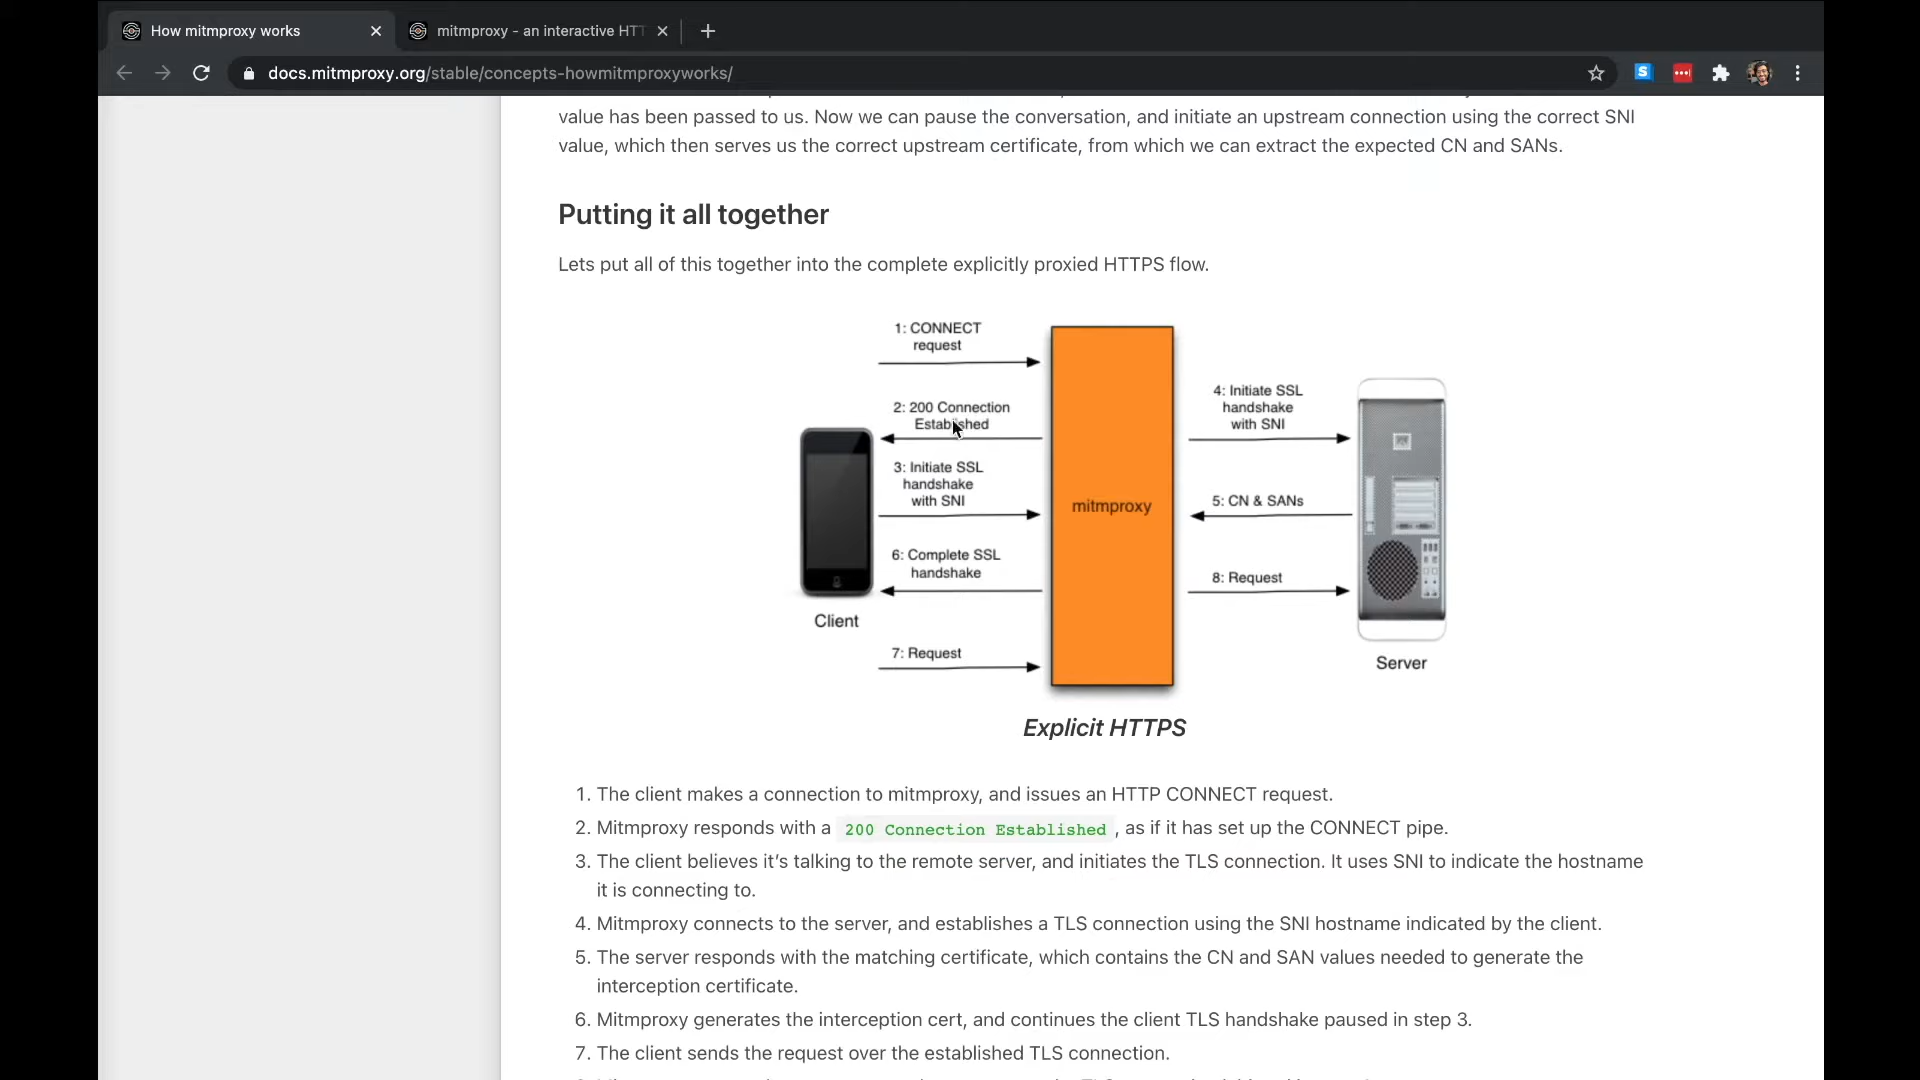 How mitmproxy works
mitmproxy - an interactive HTT
docs.mitmproxy.org/stable/concepts-howmitmproxyworks/
value has been passed to us. Now we can pause the conversation, and initiate an upstream connection using the correct SNI
value, which then serves us the correct upstream certificate, from which we can extract the expected CN and SANs.
Putting it all together
Lets put all of this together into the complete explicitly proxied HTTPS flow.
1: CONNECT
request
2: 200 Connection
Established
3: Initiate SSL
handshake
with SNI
6: Complete SSL
handshake
7: Request
Client
mitmproxy
4: Initiate SSL
handshake
with SNI
5: CN & SANs
8: Request
Server
Explicit HTTPS
1. The client makes a connection to mitmproxy, and issues an HTTP CONNECT request.
2. Mitmproxy responds with a 200 Connection Established , as if it has set up the CONNECT pipe.
3. The client believes it’s talking to the remote server, and initiates the TLS connection. It uses SNI to indicate the hostname
it is connecting to.
4. Mitmproxy connects to the server, and establishes a TLS connection using the SNI hostname indicated by the client.
5. The server responds with the matching certificate, which contains the CN and SAN values needed to generate the
interception certificate.
6. Mitmproxy generates the interception cert, and continues the client TLS handshake paused in step 3.
7. The client sends the request over the established TLS connection.